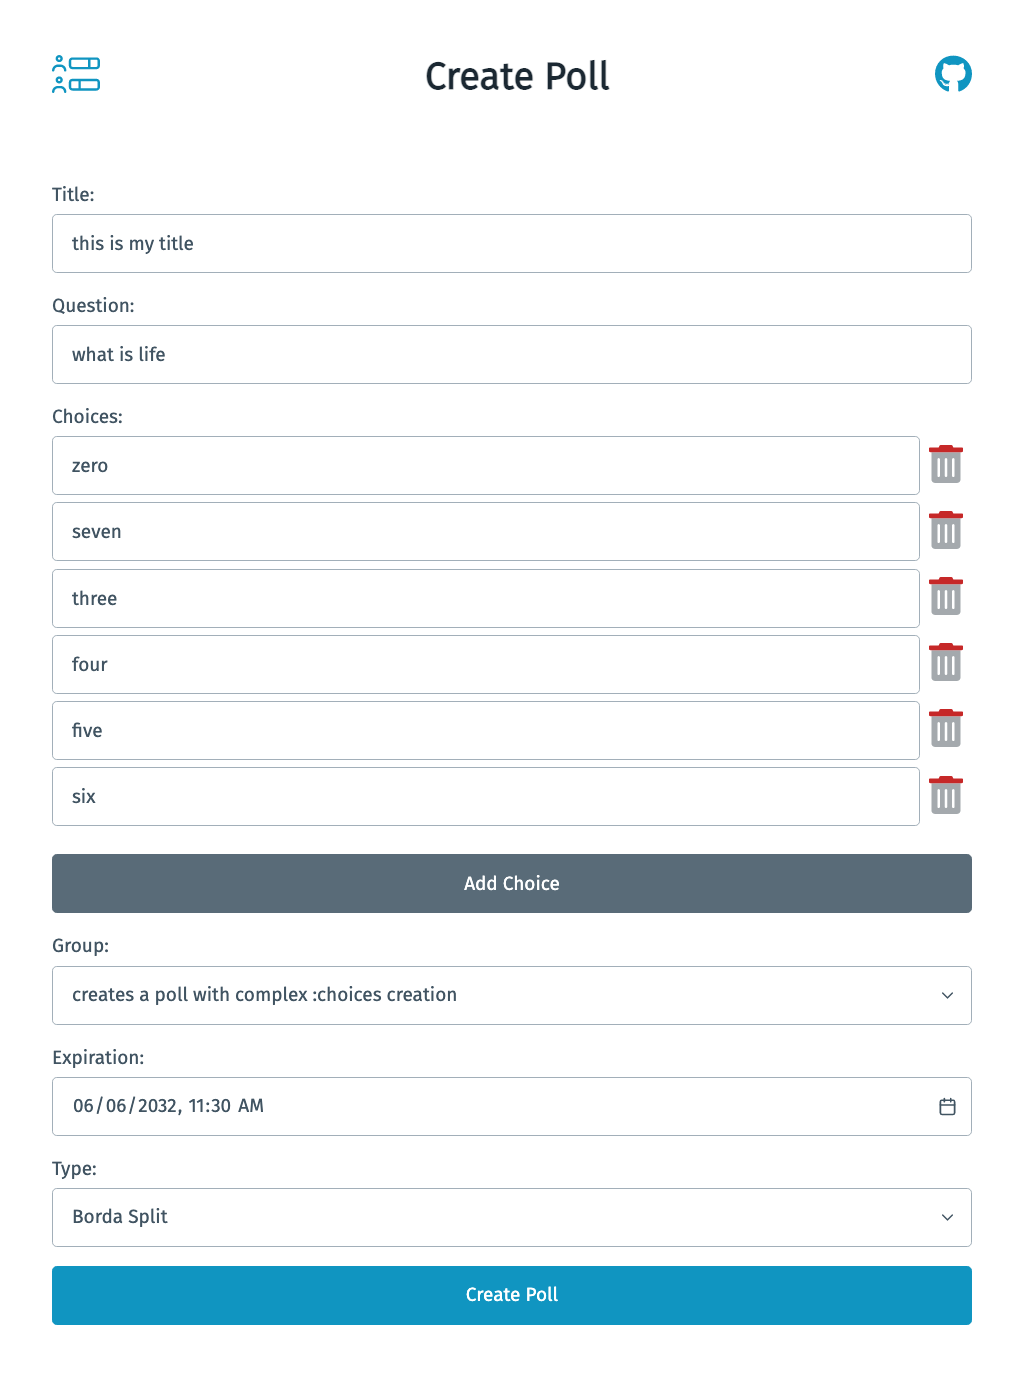 Create Poll
Title:
this is my title
Question:
what is life
Choices:
zero
seven
three
four
five
six
Add Choice
Group:
creates a poll with complex :choices creation
Expiration:
06/06/2032, 11:30 AM
Type:
Borda Split
Create Poll